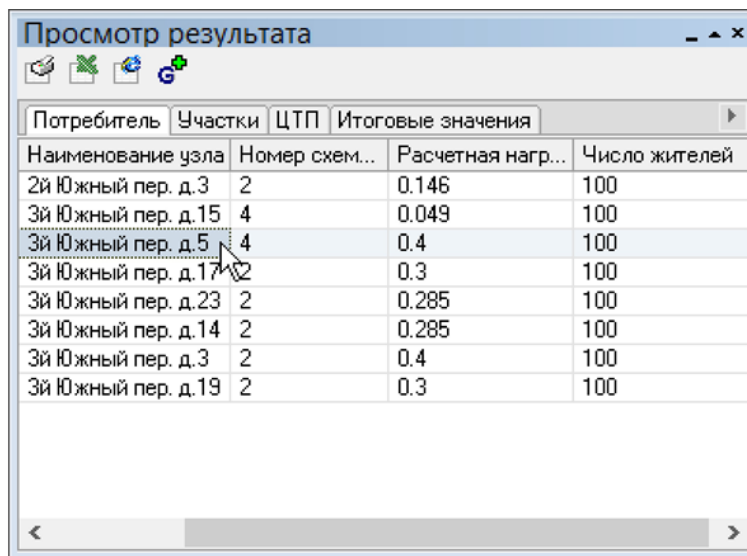 Просмотр результата
Потребитель Участки ЦТП Итоговые значения
Наименование узла Номер схем... Расчетная нагр... Число жителей
2й Южный пер. д.3 2 0.146 100
3й Южный пер. д.15 4 0.049 100
3й Южный пер. д.5 4 0.4 100
3й Южный пер. д.17 2 0.3 100
3й Южный пер. д.23 2 0.285 100
3й Южный пер. д.14 2 0.285 100
3й Южный пер. д.3 2 0.4 100
3й Южный пер. д.19 2 0.3 100